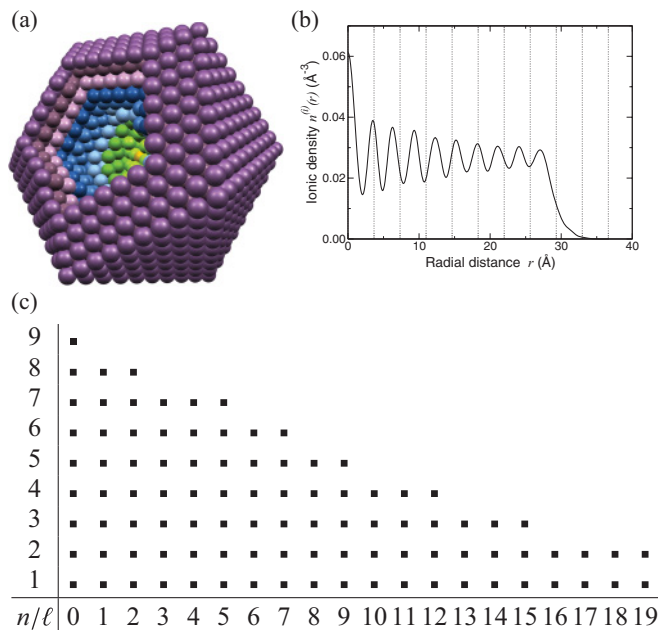 (a)
(b)
Ionic density n⁽ⁱ⁾(r) (Å⁻³)
0.06
0.04
0.02
0.00
0 10 20 30 40
Radial distance r (Å)
(c)
9
8
7
6
5
4
3
2
1
n/ℓ 0 1 2 3 4 5 6 7 8 9 10 11 12 13 14 15 16 17 18 19